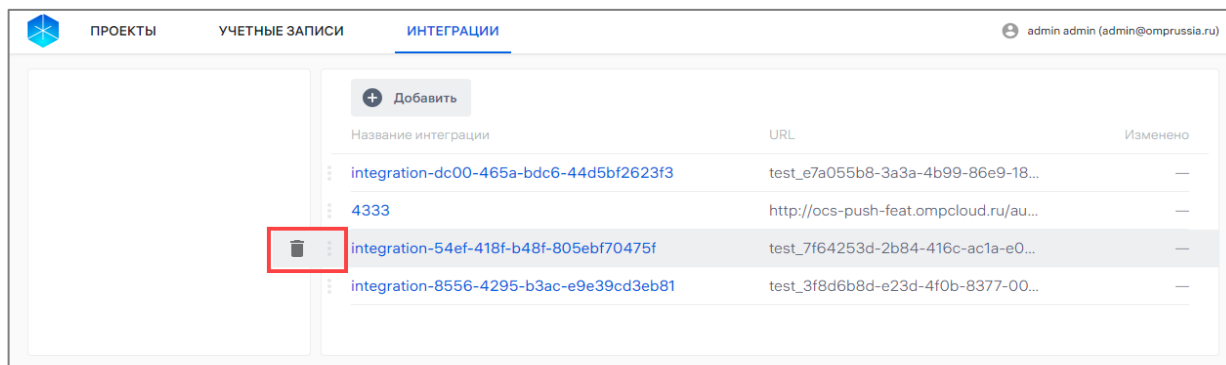 ПРОЕКТЫ УЧЕТНЫЕ ЗАПИСИ ИНТЕГРАЦИИ admin admin (admin@omprussia.ru)
Добавить
Название интеграции URL Изменено
integration-dc00-465a-bdc6-44d5bf2623f3 test_e7a055b8-3a3a-4b99-86e9-18... —
4333 http://ocs-push-feat.ompcloud.ru/au... —
integration-54ef-418f-b48f-805ebf70475f test_7f64253d-2b84-416c-ac1a-e0... —
integration-8556-4295-b3ac-e9e39cd3eb81 test_3f8d6b8d-e23d-4f0b-8377-00... —